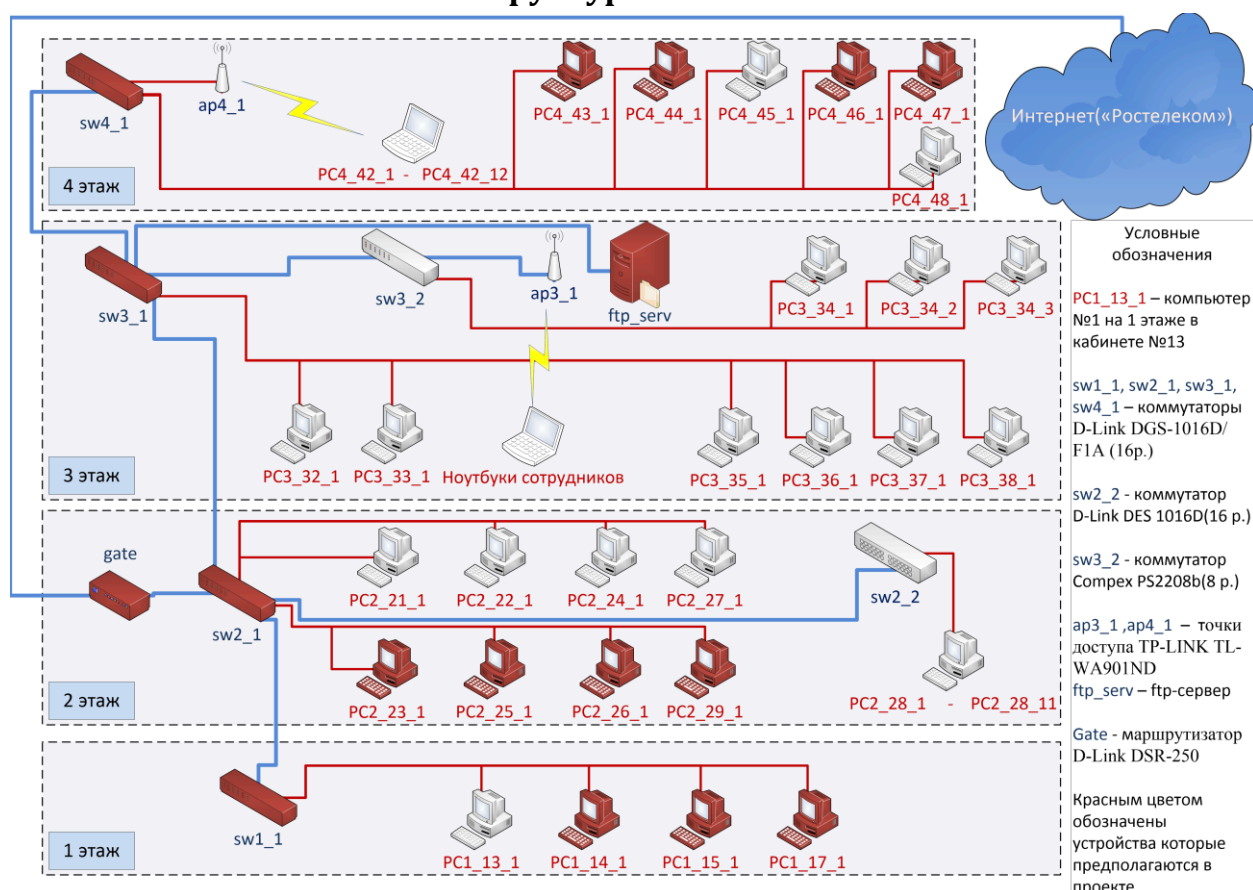 sw4_1
ap4_1
PC4_42_1 - PC4_42_12
PC4_43_1
PC4_44_1
PC4_45_1
PC4_46_1
PC4_47_1
PC4_48_1
4 этаж
Интернет(«Ростелеком»)
sw3_1
sw3_2
ap3_1
ftp_serv
PC3_34_1
PC3_34_2
PC3_34_3
PC3_32_1
PC3_33_1
Ноутбуки сотрудников
PC3_35_1
PC3_36_1
PC3_37_1
PC3_38_1
3 этаж
gate
sw2_1
PC2_21_1
PC2_22_1
PC2_24_1
PC2_27_1
sw2_2
PC2_23_1
PC2_25_1
PC2_26_1
PC2_29_1
PC2_28_1 - PC2_28_11
2 этаж
sw1_1
PC1_13_1
PC1_14_1
PC1_15_1
PC1_17_1
1 этаж
Условные
обозначения
PC1_13_1 – компьютер
№1 на 1 этаже в
кабинете №13
sw1_1, sw2_1, sw3_1,
sw4_1 – коммутаторы
D-Link DGS-1016D/
F1A (16р.)
sw2_2 - коммутатор
D-Link DES 1016D(16 р.)
sw3_2 - коммутатор
Compex PS2208b(8 р.)
ap3_1 ,ap4_1 – точки
доступа TP-LINK TL-
WA901ND
ftp_serv – ftp-сервер
Gate - маршрутизатор
D-Link DSR-250
Красным цветом
обозначены
устройства которые
предполагаются в
проекте